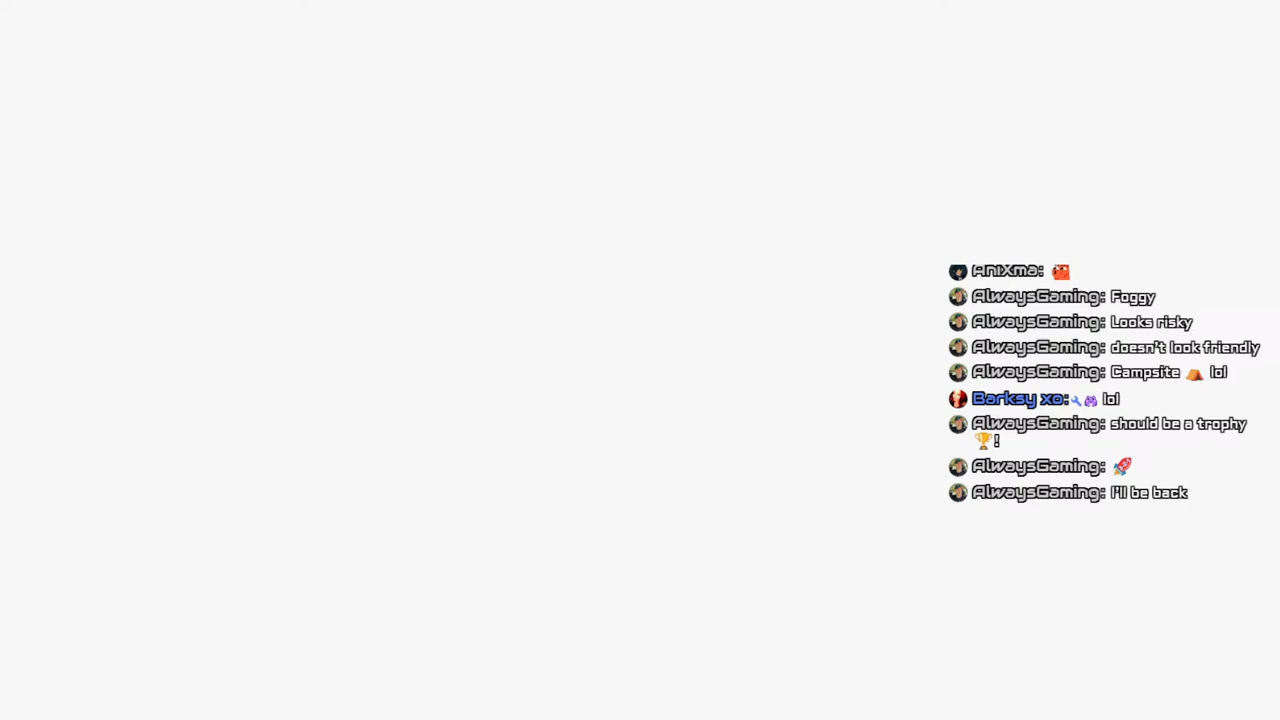 AniXma:
AlwaysGaming: Foggy
AlwaysGaming: Looks risky
AlwaysGaming: doesn't look friendly
AlwaysGaming: Campsite ⛺ lol
Barksy xo: lol
AlwaysGaming: should be a trophy
🏆!
AlwaysGaming: 🚀
AlwaysGaming: I'll be back